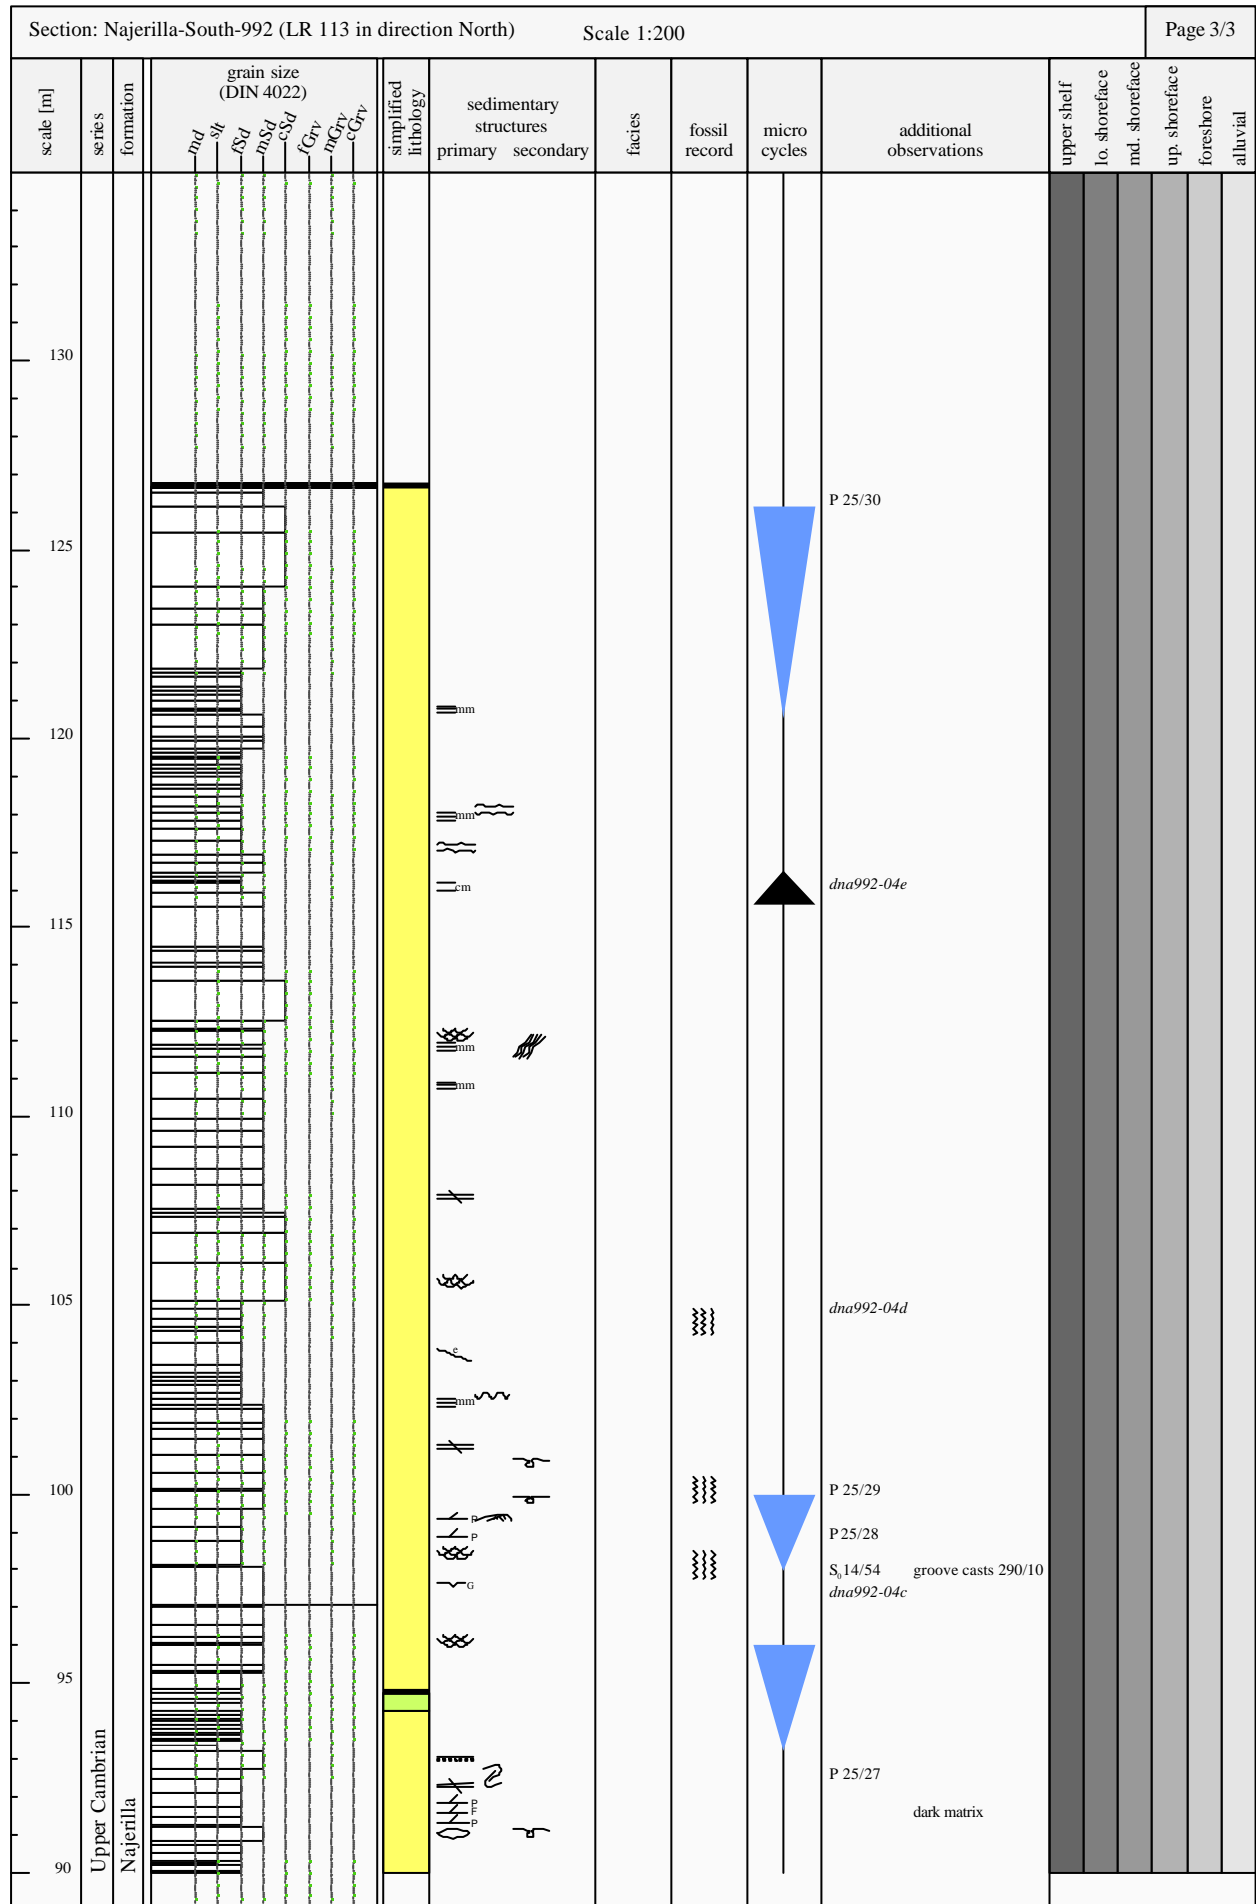 Section: Najerilla-South-992 (LR 113 in direction North) Scale 1:200 Page 3/3
scale [m]
series
formation
grain size
(DIN 4022)
md slt fSd mSd cSd fGrv mGrv cGrv
simplified
lithology
sedimentary
structures
primary secondary
facies
fossil
record
micro
cycles
additional
observations
upper shelf
lo. shoreface
md. shoreface
up. shoreface
foreshore
alluvial
130
P 25/30
125
mm
120
mm
dna992-04e
cm
115
mm
mm
110
dna992-04d
105
e
mm
P 25/29
100
P
P 25/28
P
S0 14/54 groove casts 290/10
G
dna992-04c
95
P 25/27
P
dark matrix
F
P
90
Upper Cambrian
Najerilla